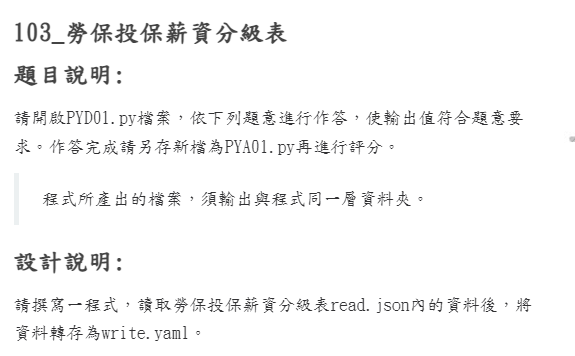 103_勞保投保薪資分級表
題目說明:
請開啟PYD01.py檔案，依下列題意進行作答，使輸出值符合題意要
求。作答完成請另存新檔為PYA01.py再進行評分。
程式所產出的檔案，須輸出與程式同一層資料夾。
設計說明:
請撰寫一程式，讀取勞保投保薪資分級表read.json內的資料後，將
資料轉存為write.yaml。